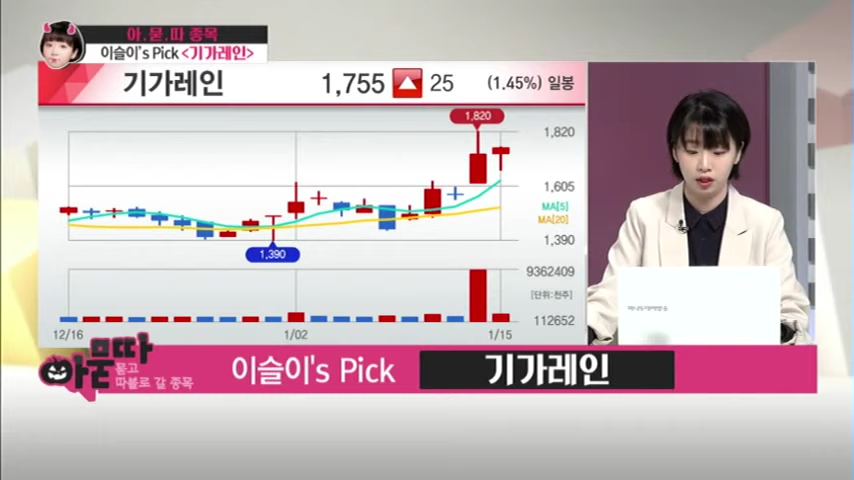 아.묻.따 종목
이슬이's Pick <기가레인>
기가레인 1,755 ▲ 25 (1.45%) 일봉
1,820
1,820
1,605
MA[5]
MA[20]
1,390
1,390
9362409
[단위:천주]
112652
12/16 1/02 1/15
아묻따
묻고
따블로 갈 종목
이슬이's Pick 기가레인